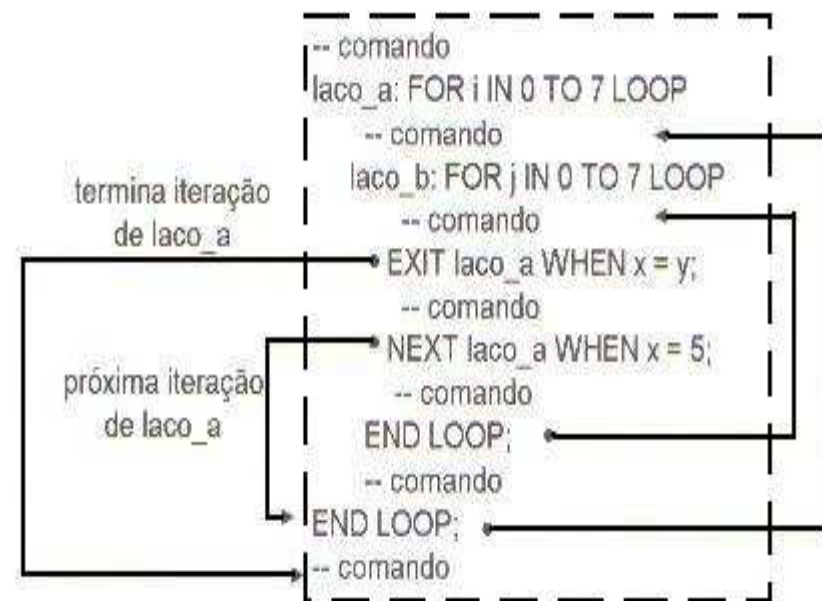 -- comando
laco_a: FOR i IN 0 TO 7 LOOP
-- comando
laco_b: FOR j IN 0 TO 7 LOOP
-- comando
EXIT laco_a WHEN x = y;
-- comando
NEXT laco_a WHEN x = 5;
-- comando
END LOOP;
-- comando
END LOOP;
-- comando
termina iteração
de laco_a
próxima iteração
de laco_a